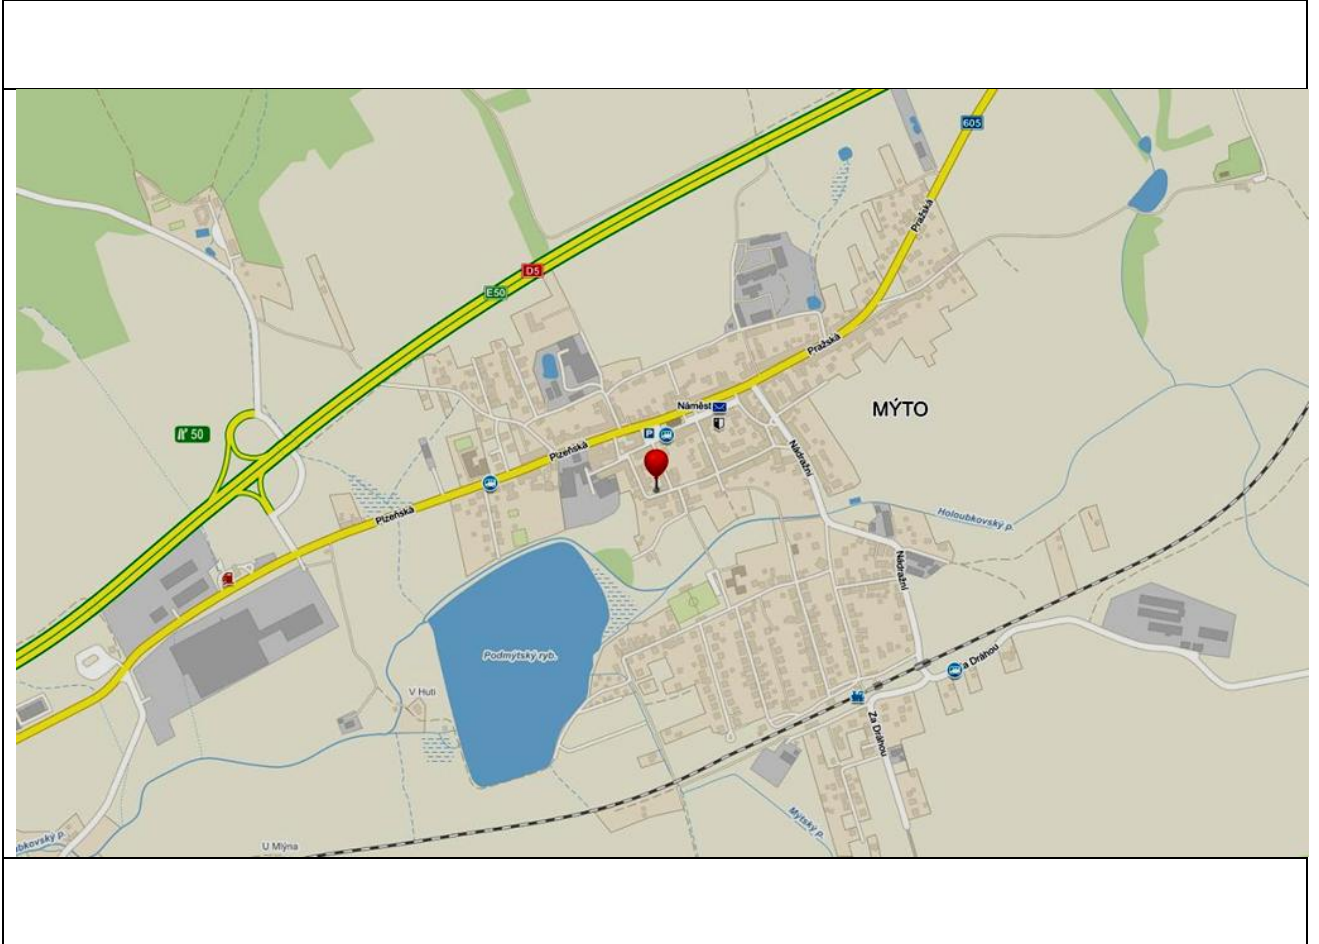 605
Pražská
D5
E50
Pražská
MÝTO
Náměst
P
50
Plzeňská
Nádražní
Plzeňská
Holoubkovský p.
Nádražní
Podmýtský ryb.
a Dráhou
V Huti
Za Dráhou
Mýtský p.
bkovský p.
U Mlýna